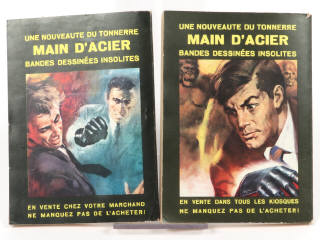 UNE NOUVEAUTE DU TONNERRE
MAIN D'ACIER
BANDES DESSINÉES INSOLITES
EN VENTE CHEZ VOTRE MARCHAND
NE MANQUEZ PAS DE L'ACHETER!
UNE NOUVEAUTE DU TONNERRE
MAIN D'ACIER
BANDES DESSINÉES INSOLITES
EN VENTE DANS TOUS LES KIOSQUES
NE MANQUEZ PAS DE L'ACHETER!